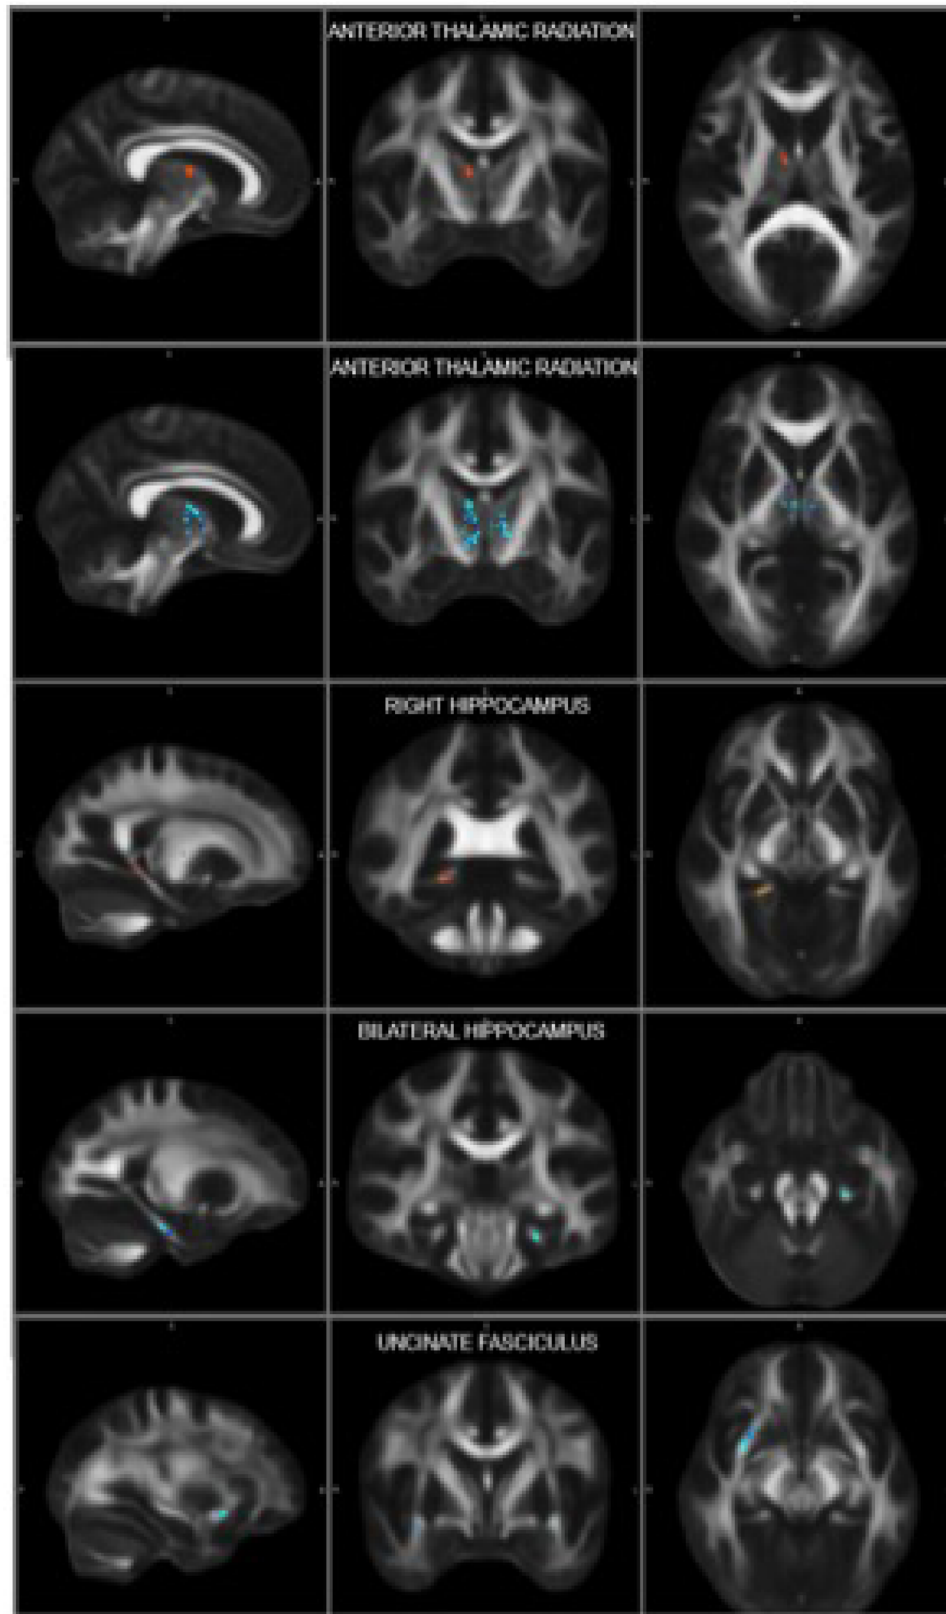 ANTERIOR THALAMIC RADIATION
ANTERIOR THALAMIC RADIATION
RIGHT HIPPOCAMPUS
BILATERAL HIPPOCAMPUS
UNCINATE FASCICULUS